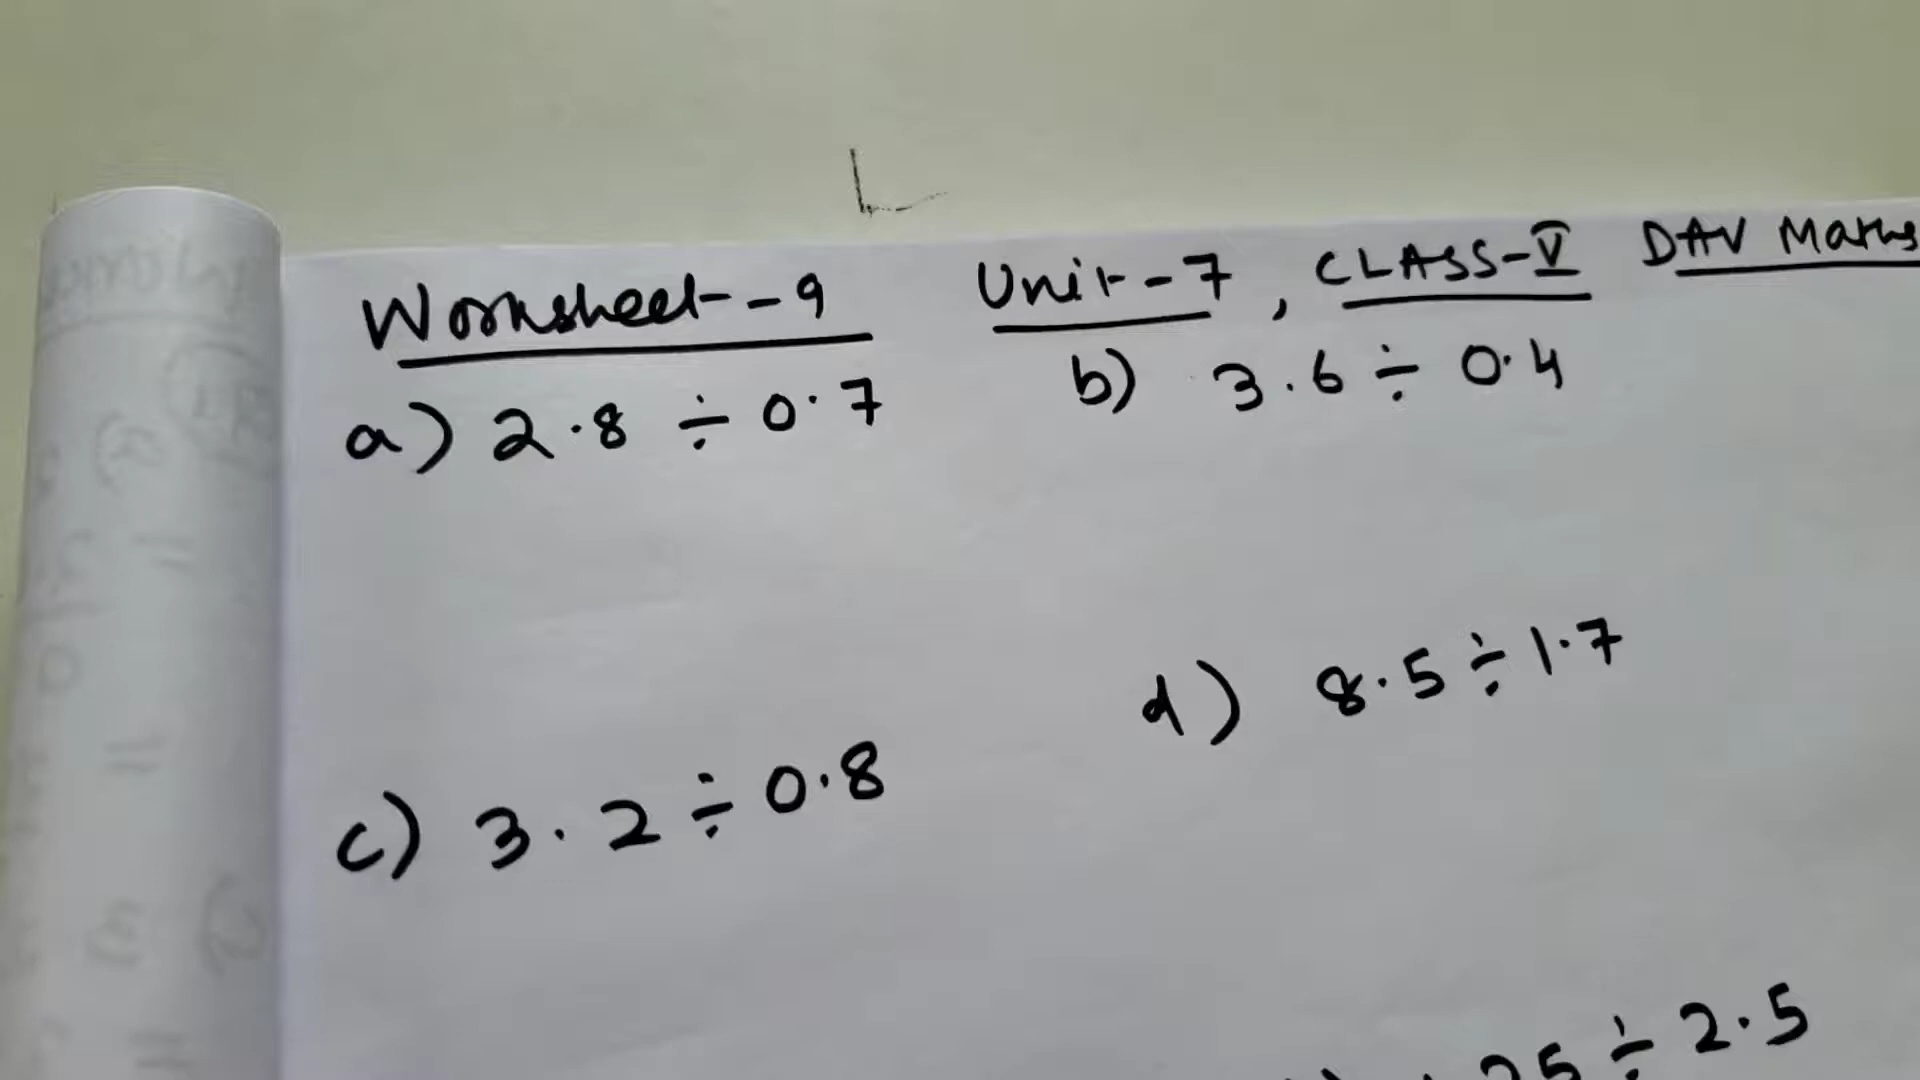 Worksheet - 9 Unit - 7, CLASS - V DAV Maths
a) 2.8 ÷ 0.7 b) 3.6 ÷ 0.4
c) 3.2 ÷ 0.8 d) 8.5 ÷ 1.7
25 ÷ 2.5